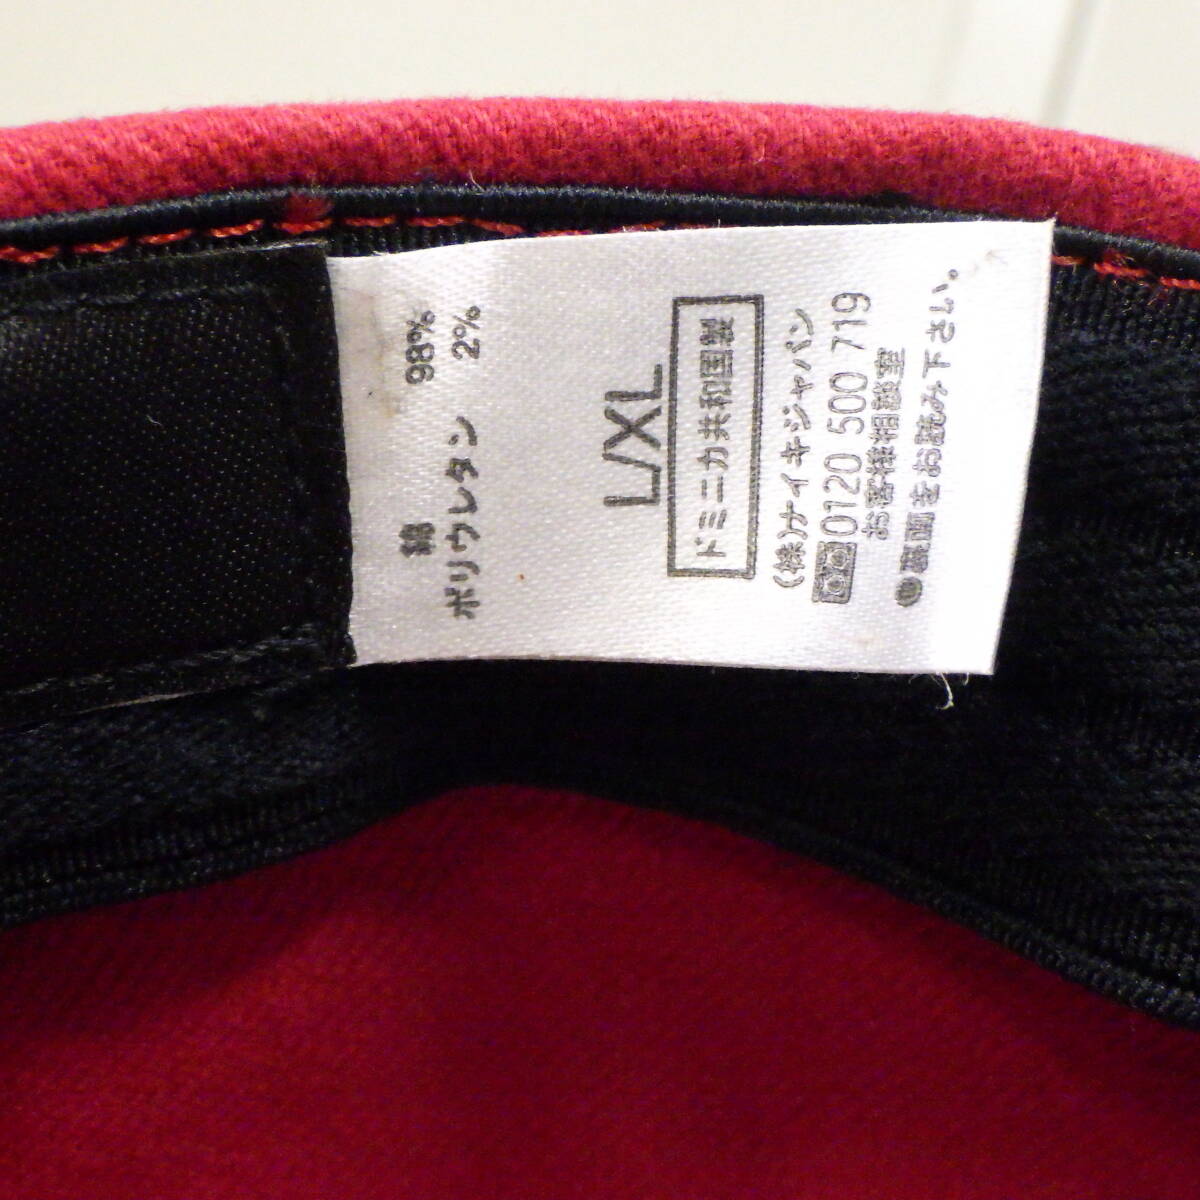 綿 98%
ポリウレタン 2%
L/XL
ドミニカ共和国製
(株)ナイキジャパン
0120 500 719
お客様相談室
●裏面をお読み下さい。